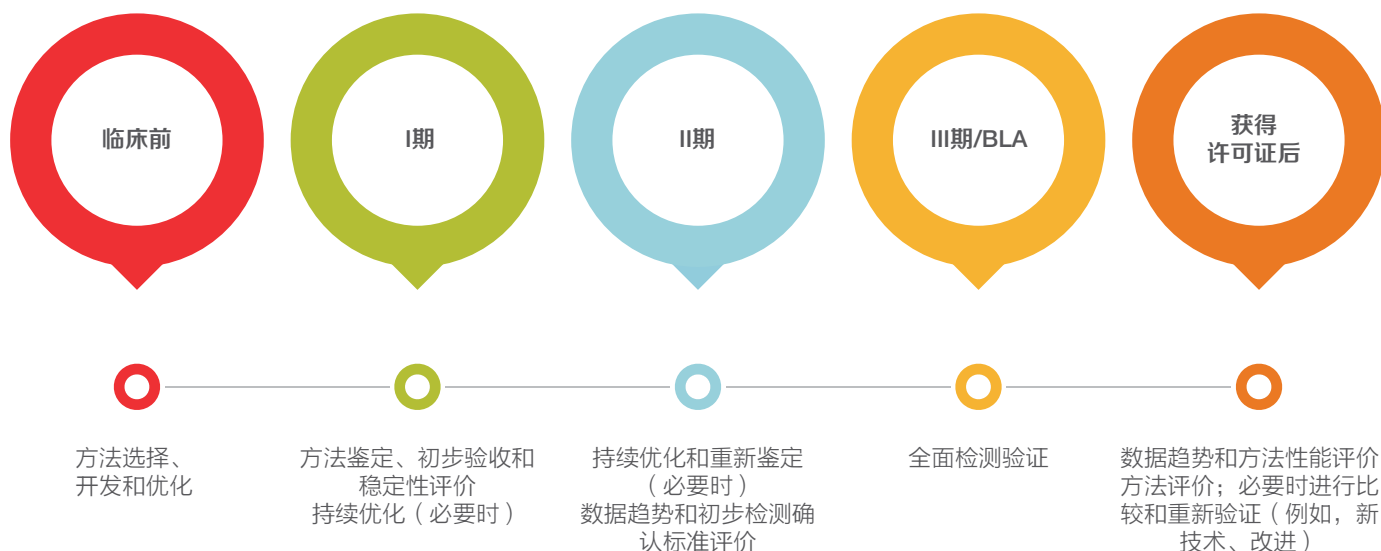 临床前
I期
II期
III期/BLA
获得
许可证后
方法选择、
开发和优化
方法鉴定、初步验收和
稳定性评价
持续优化（必要时）
持续优化和重新鉴定
（必要时）
数据趋势和初步检测确
认标准评价
全面检测验证
数据趋势和方法性能评价
方法评价；必要时进行比
较和重新验证（例如，新
技术、改进）